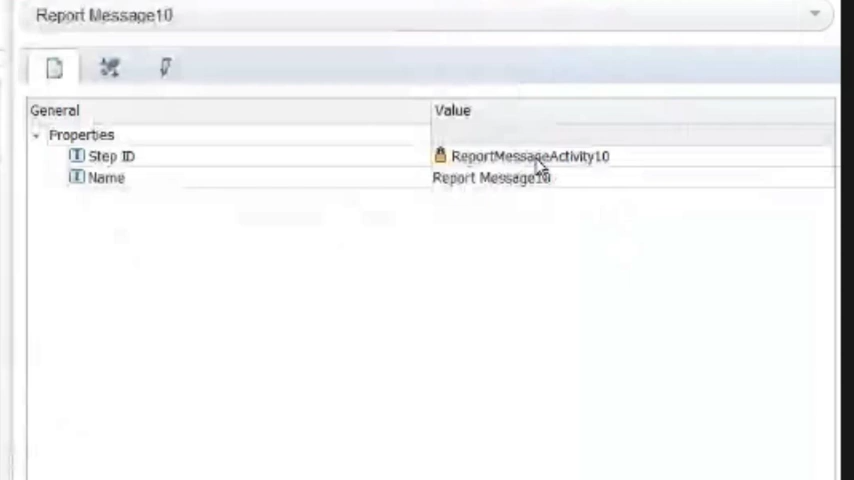 Report Message10
General Value
Properties
Step ID ReportMessageActivity10
Name Report Message10